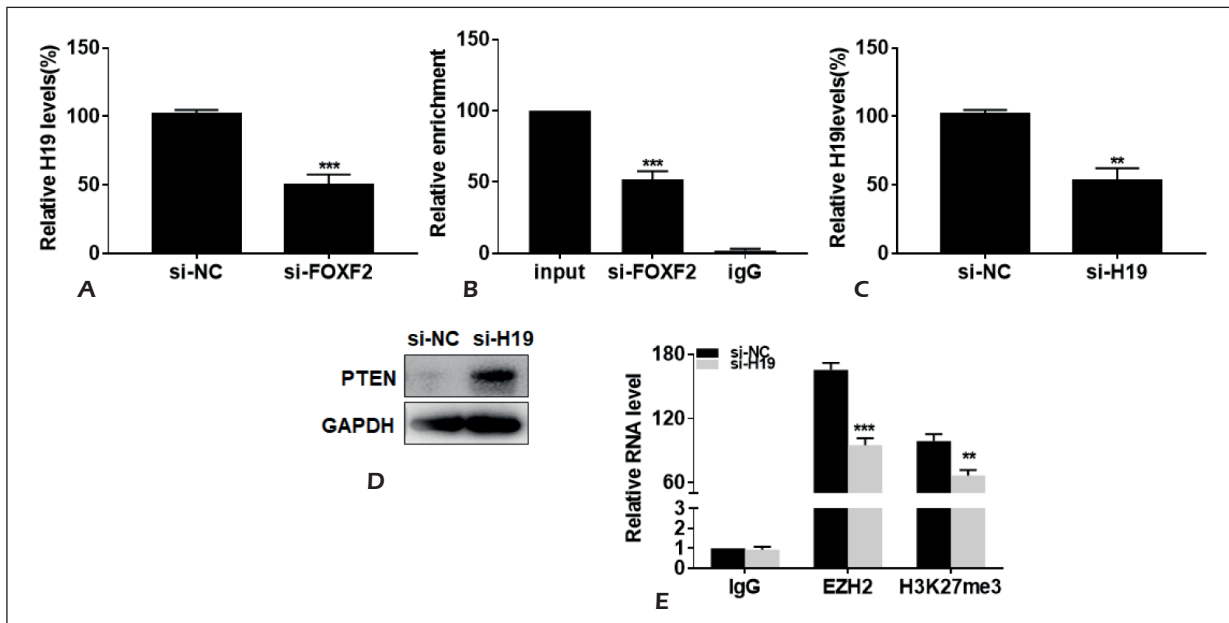 150
100
50
0
Relative H19 levels(%)
***
si-NC si-FOXF2
A
150
100
50
0
Relative enrichment
***
input si-FOXF2 igG
B
150
100
50
0
Relative H19levels(%)
**
si-NC si-H19
C
si-NC si-H19
PTEN
GAPDH
D
180
120
60
3
2
1
0
Relative RNA level
si-NC
si-H19
***
**
IgG EZH2 H3K27me3
E